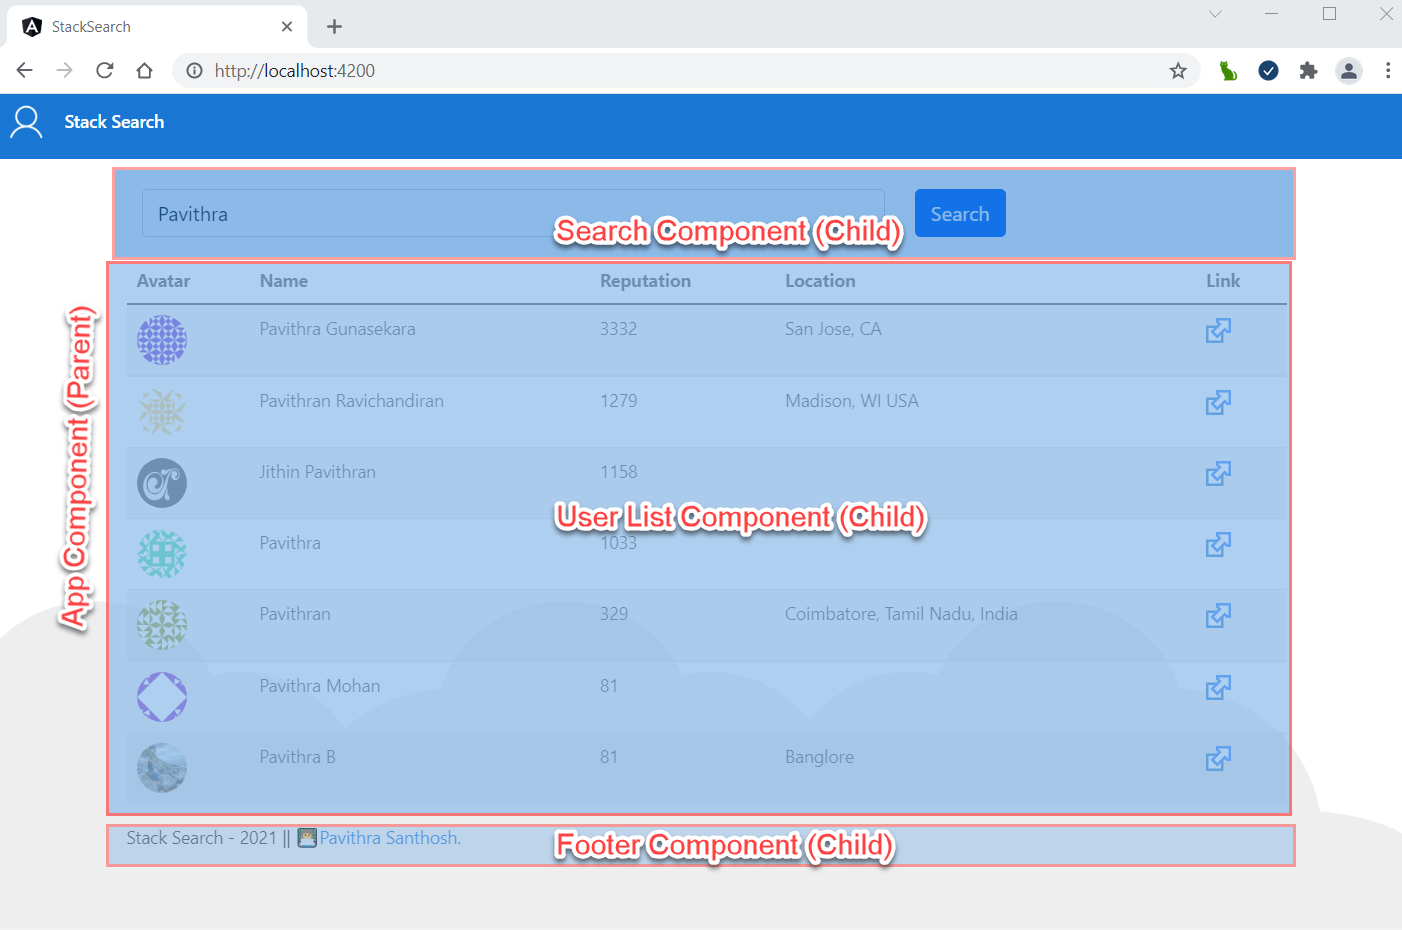 StackSearch
http://localhost:4200
Stack Search
Pavithra
Search
Search Component (Child)
Avatar Name Reputation Location Link
App Component (Parent)
Pavithra Gunasekara 3332 San Jose, CA
Pavithran Ravichandiran 1279 Madison, WI USA
Jithin Pavithran 1158
User List Component (Child)
Pavithra 1033
Pavithran 329 Coimbatore, Tamil Nadu, India
Pavithra Mohan 81
Pavithra B 81 Banglore
Stack Search - 2021 || Pavithra Santhosh.
Footer Component (Child)